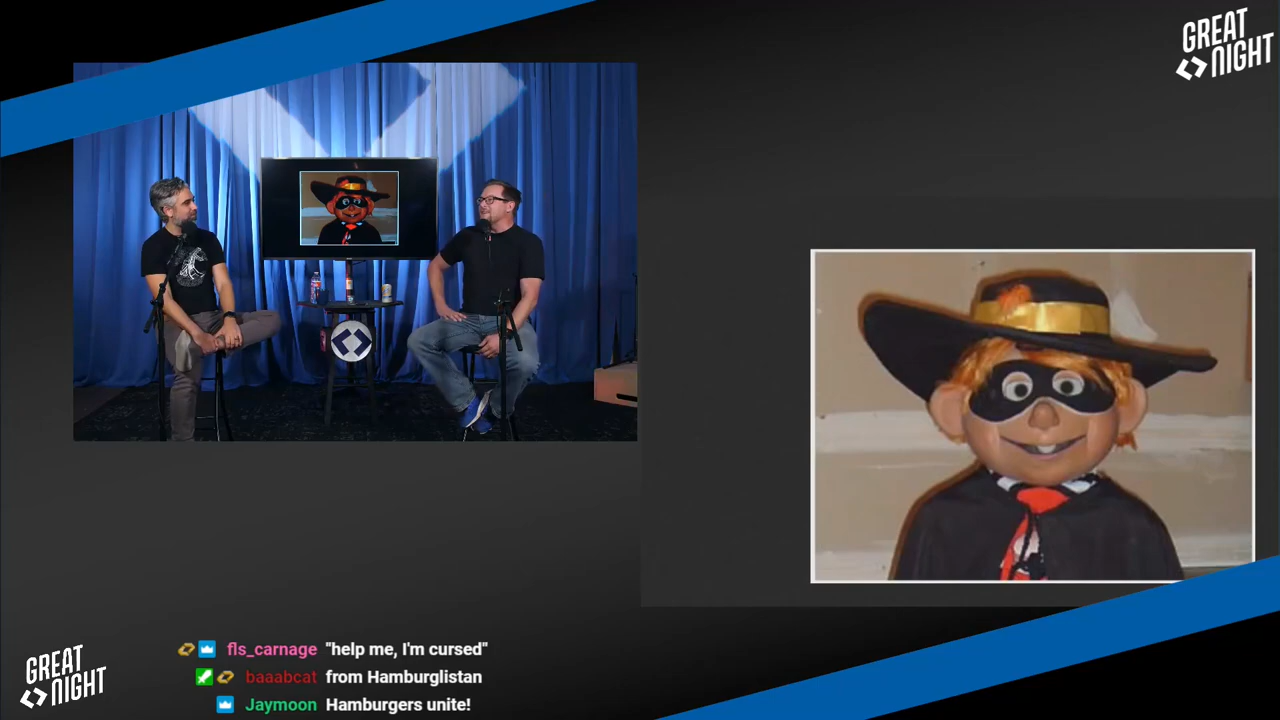 GREAT
NIGHT
GREAT
NIGHT
fls_carnage "help me, I'm cursed"
baaabcat from Hamburglistan
Jaymoon Hamburgers unite!